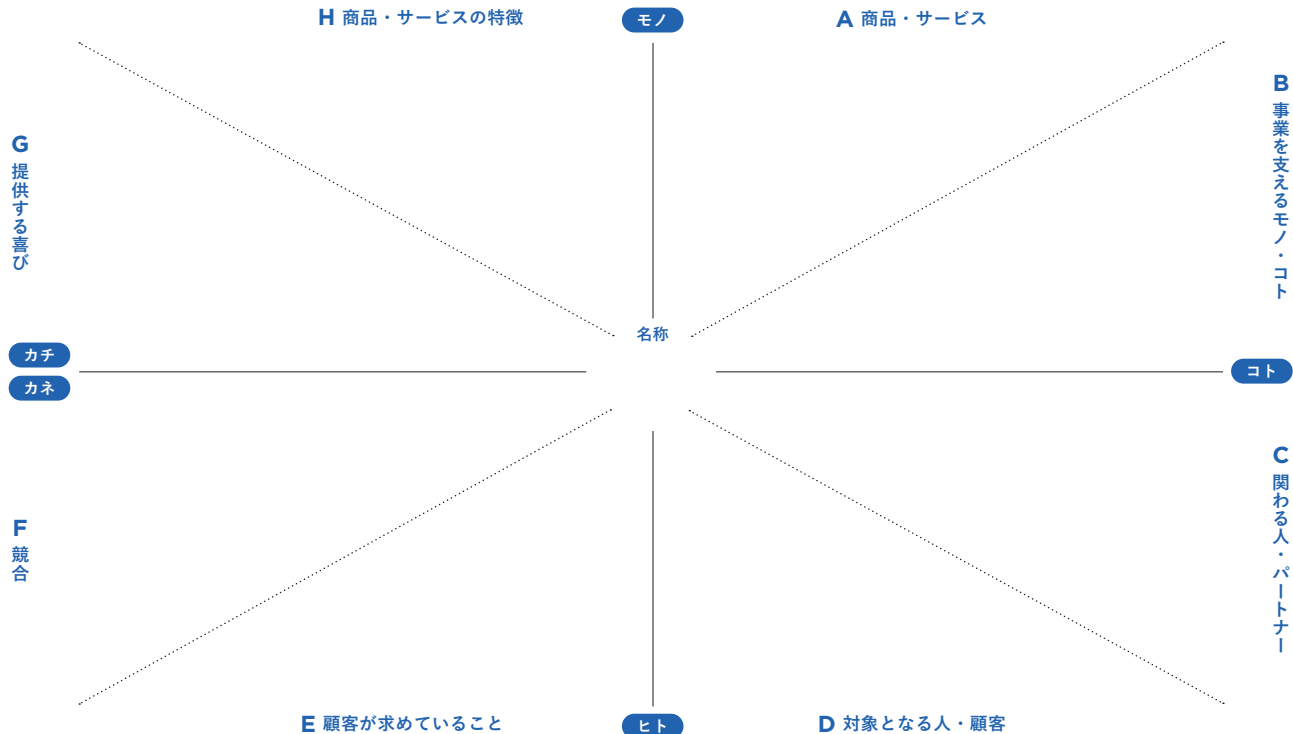 H 商品・サービスの特徴
モノ
A 商品・サービス
B 事業を支えるモノ・コト
G 提供する喜び
名称
カチ
カネ
コト
C 関わる人・パートナー
F 競合
E 顧客が求めていること
ヒト
D 対象となる人・顧客